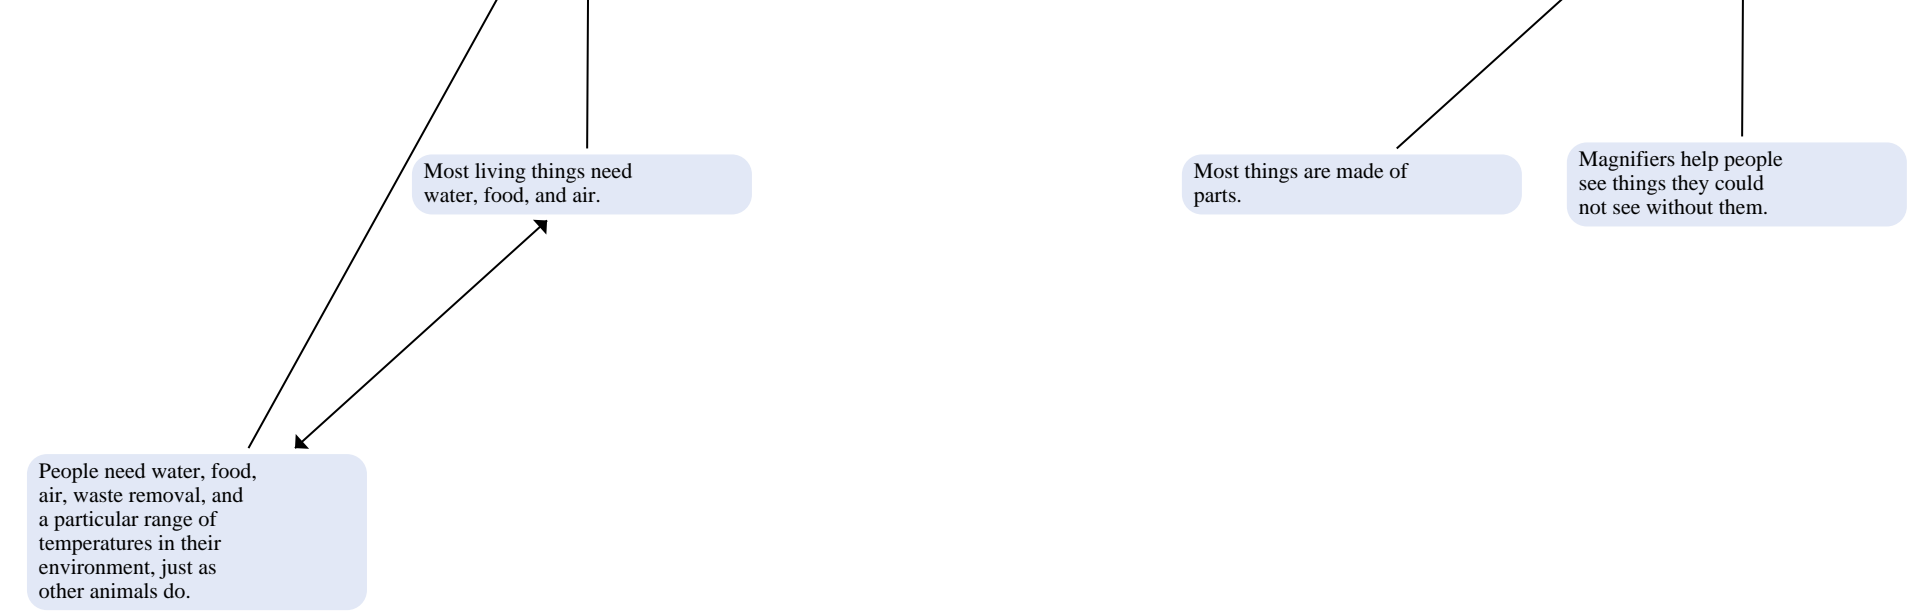 Most living things need
water, food, and air.
Most things are made of
parts.
Magnifiers help people
see things they could
not see without them.
People need water, food,
air, waste removal, and
a particular range of
temperatures in their
environment, just as
other animals do.